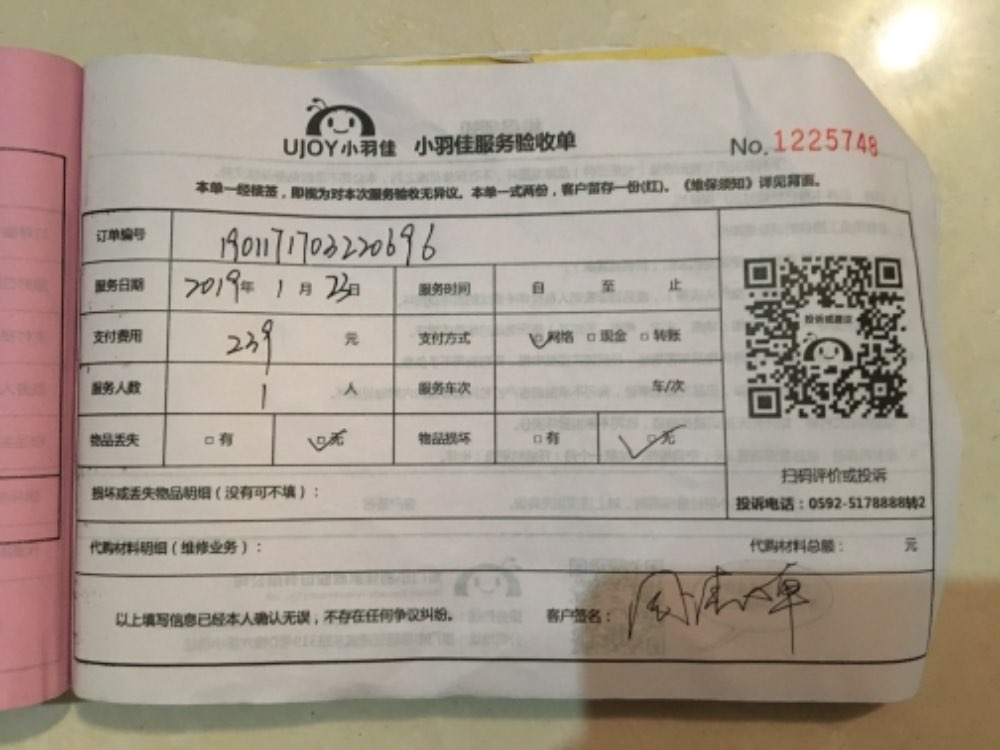 UJOY小羽佳 小羽佳服务验收单 No.1225748
本单一经核签，即视为对本次服务验收无异议。本单一式两份，客户留存一份(红)。《维保须知》详见背面。
订单编号 1901171703220696
服务日期 2019年 1 月 23日 服务时间 自 至 止
支付费用 239 元 支付方式 网络 现金 转账
服务人数 1 人 服务车次 车/次
物品丢失 有 无 物品损坏 有 无
投诉或建议
扫码评价或投诉
投诉电话：0592-5178888转2
损坏或丢失物品明细（没有可不填）：
代购材料明细（维修业务）： 代购材料总额： 元
以上填写信息已经本人确认无误，不存在任何争议纠纷。 客户签名：